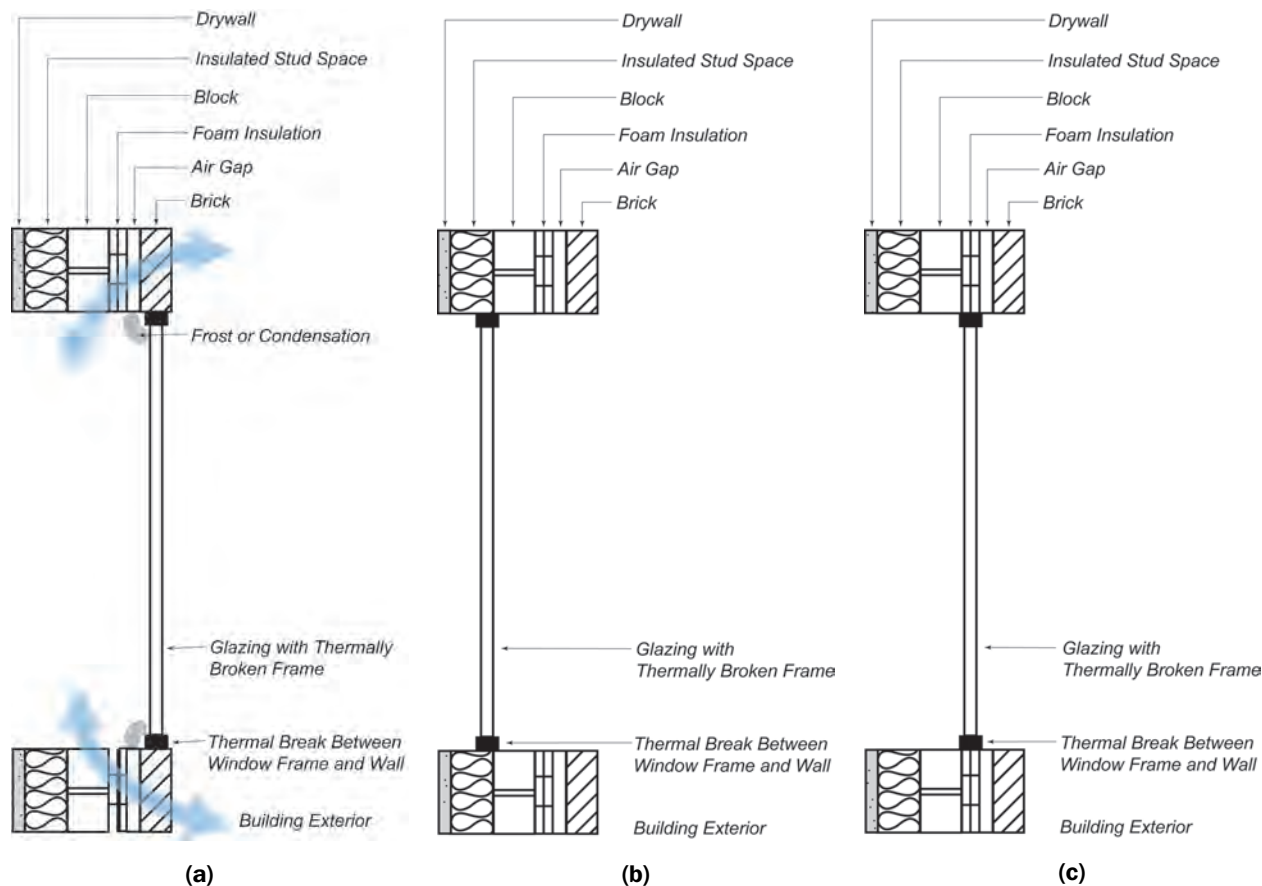 Drywall
Insulated Stud Space
Block
Foam Insulation
Air Gap
Brick
Frost or Condensation
Glazing with Thermally
Broken Frame
Thermal Break Between
Window Frame and Wall
Building Exterior
(a)
Drywall
Insulated Stud Space
Block
Foam Insulation
Air Gap
Brick
Glazing with
Thermally Broken Frame
Thermal Break Between
Window Frame and Wall
Building Exterior
(b)
Drywall
Insulated Stud Space
Block
Foam Insulation
Air Gap
Brick
Glazing with
Thermally Broken Frame
Thermal Break Between
Window Frame and Wall
Building Exterior
(c)